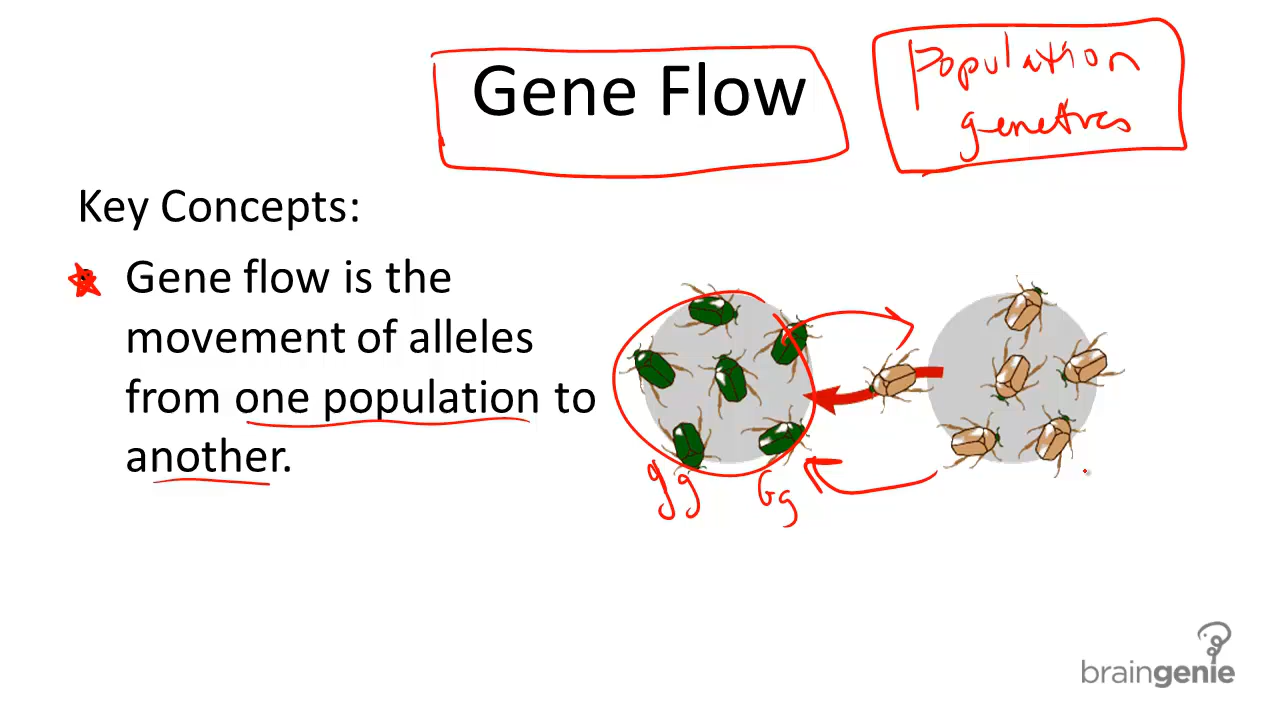 Gene Flow
Population
genetics
Key Concepts:
Gene flow is the
movement of alleles
from one population to
another.
gg
Gg
braingenie